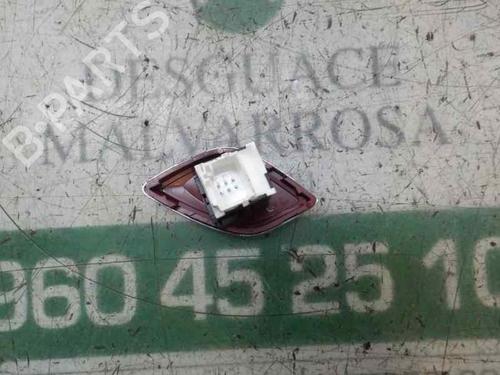 B-PARTS
DESGUACE
MALVARROSA
960 45 25 10